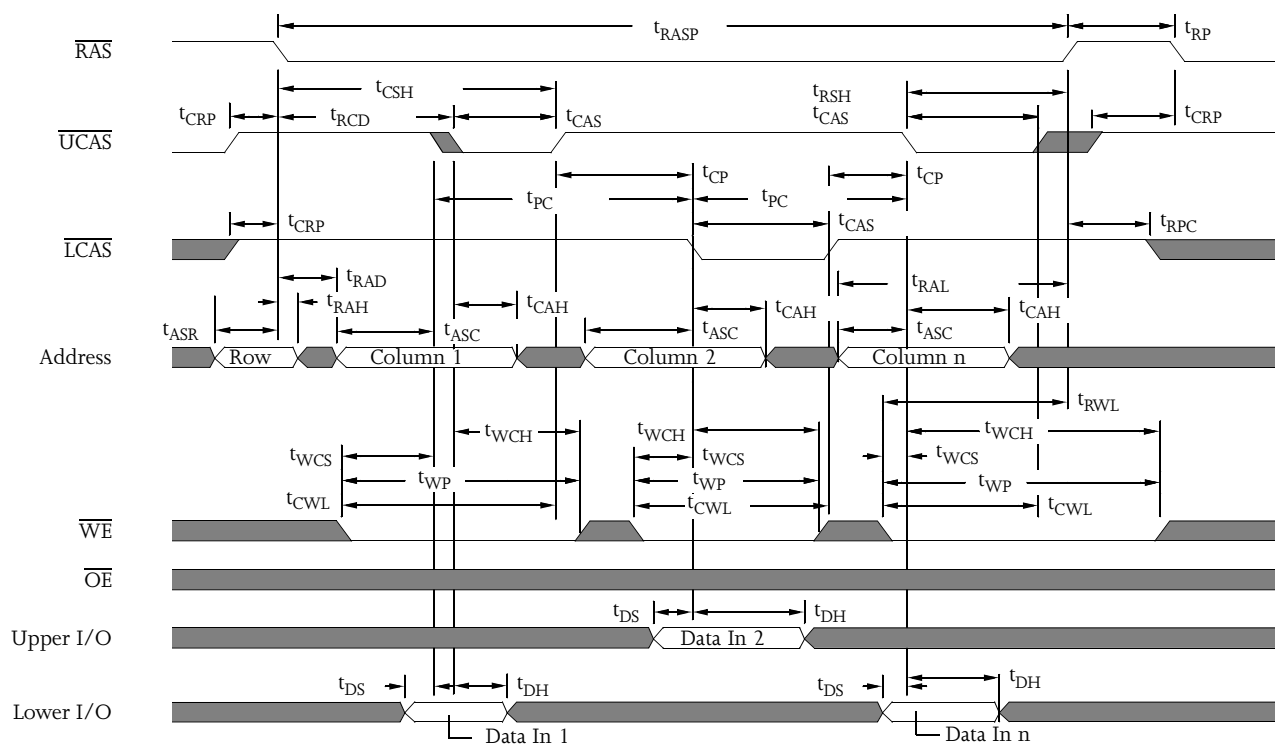 tRASP tRP
RAS
tCSH tRSH
tCRP tRCD tCAS tCAS tCRP
UCAS
tCP tCP
tPC tPC
tCRP tCAS tRPC
LCAS
tRAD tRAL
tRAH tCAH tCAH tCAH
tASR tASC tASC tASC
Address Row Column 1 Column 2 Column n
tRWL
tWCH tWCH tWCH
tWCS tWCS tWCS
tWP tWP tWP
tCWL tCWL tCWL
WE
OE
tDS tDH
Upper I/O Data In 2
tDS tDH tDS tDH
Lower I/O
Data In 1 Data In n